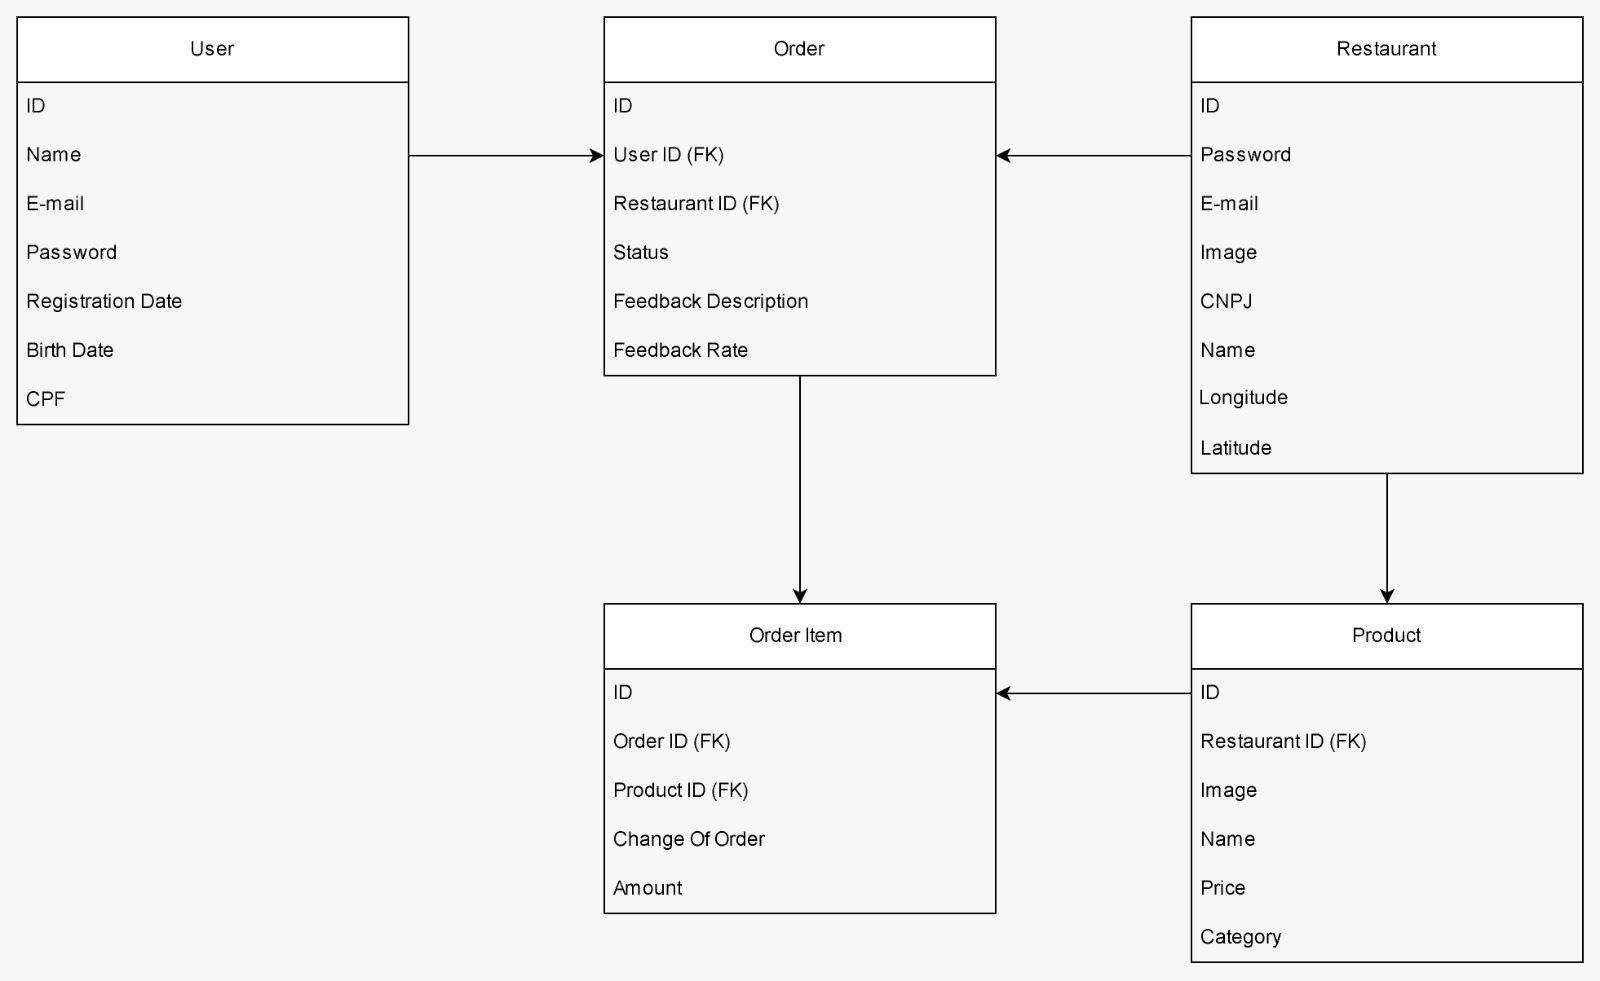 User
ID
Name
E-mail
Password
Registration Date
Birth Date
CPF
Order
ID
User ID (FK)
Restaurant ID (FK)
Status
Feedback Description
Feedback Rate
Restaurant
ID
Password
E-mail
Image
CNPJ
Name
Longitude
Latitude
Order Item
ID
Order ID (FK)
Product ID (FK)
Change Of Order
Amount
Product
ID
Restaurant ID (FK)
Image
Name
Price
Category